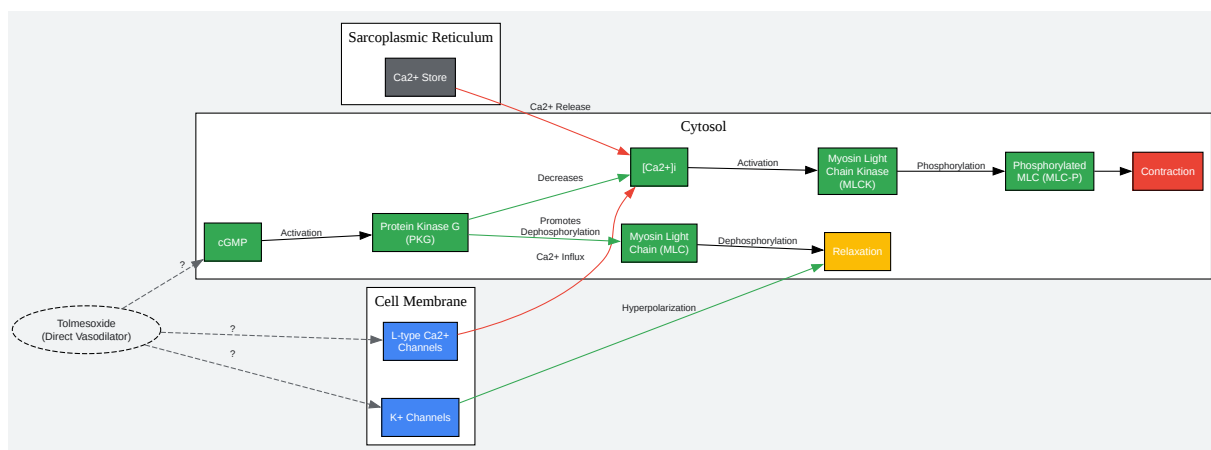 Sarcoplasmic Reticulum
Ca2+ Store
Ca2+ Release
Cytosol
[Ca2+]i
Activation
Myosin Light
Chain Kinase
(MLCK)
Phosphorylation
Phosphorylated
MLC (MLC-P)
Contraction
Decreases
cGMP
Activation
Protein Kinase G
(PKG)
Promotes
Dephosphorylation
Ca2+ Influx
Myosin Light
Chain (MLC)
Dephosphorylation
Relaxation
?
Tolmesoxide
(Direct Vasodilator)
?
?
Cell Membrane
L-type Ca2+
Channels
Hyperpolarization
K+ Channels